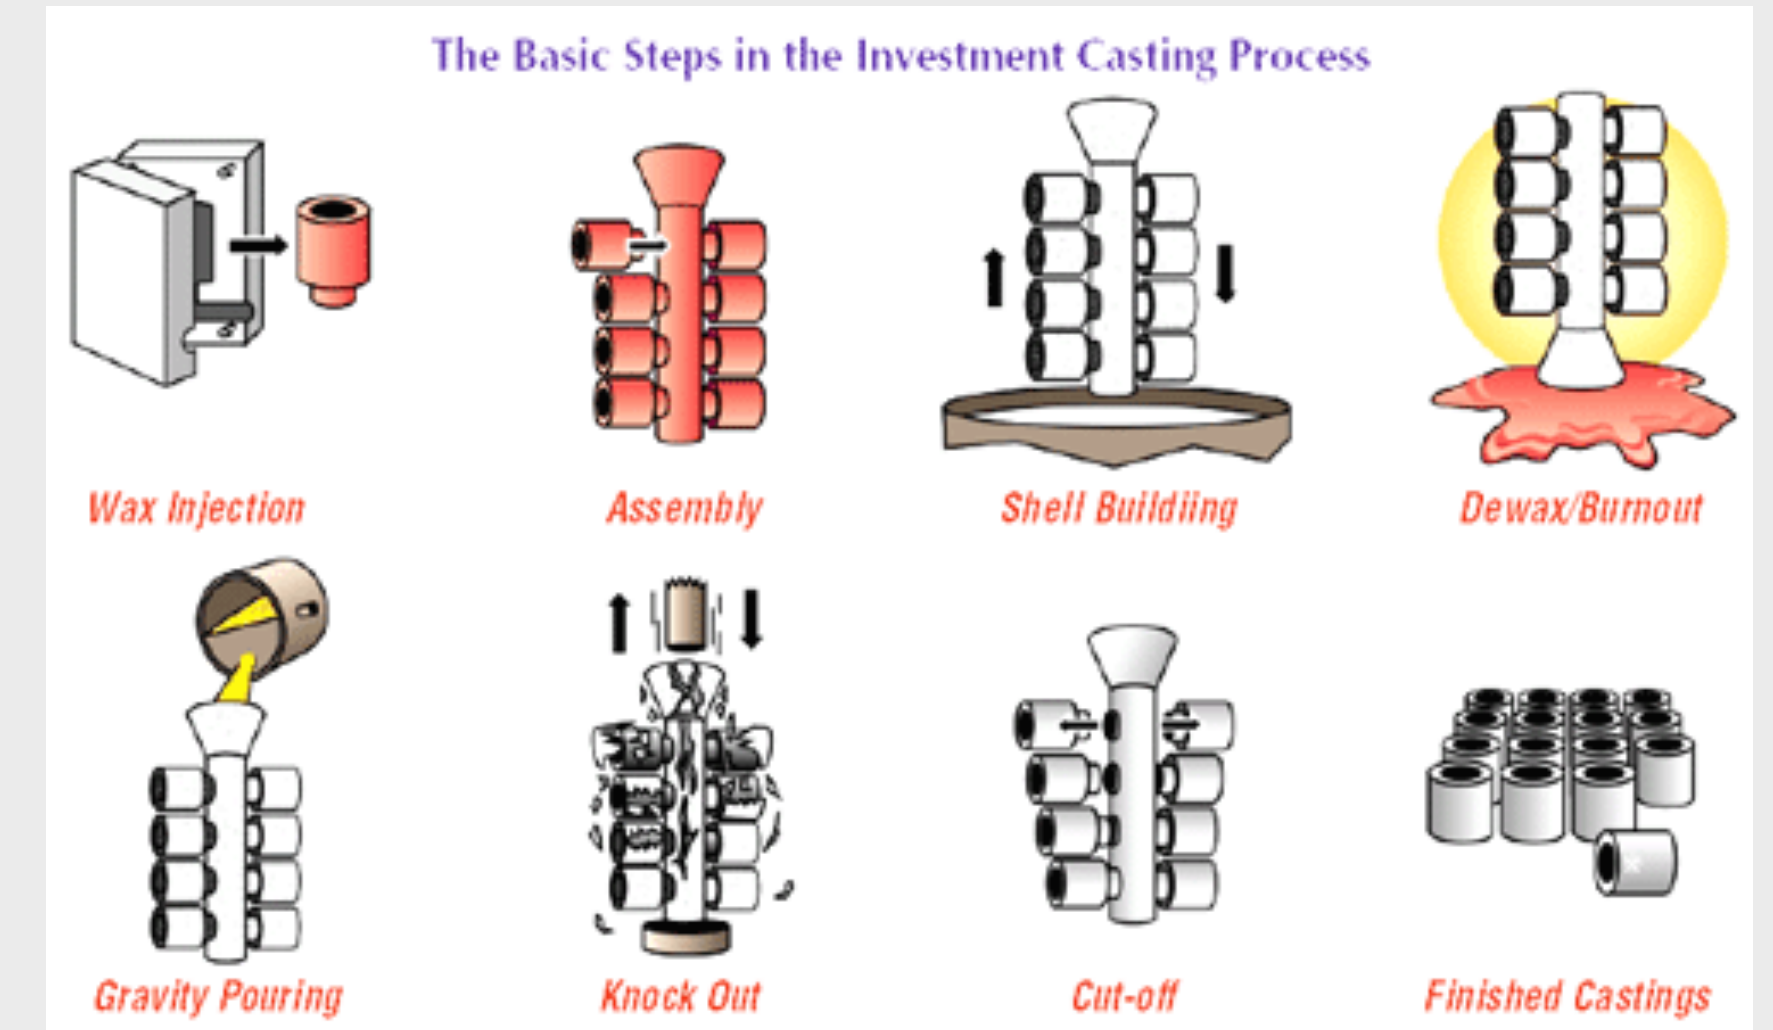 The Basic Steps in the Investment Casting Process
Wax Injection
Assembly
Shell Buildiing
Dewax/Burnout
Gravity Pouring
Knock Out
Cut-off
Finished Castings